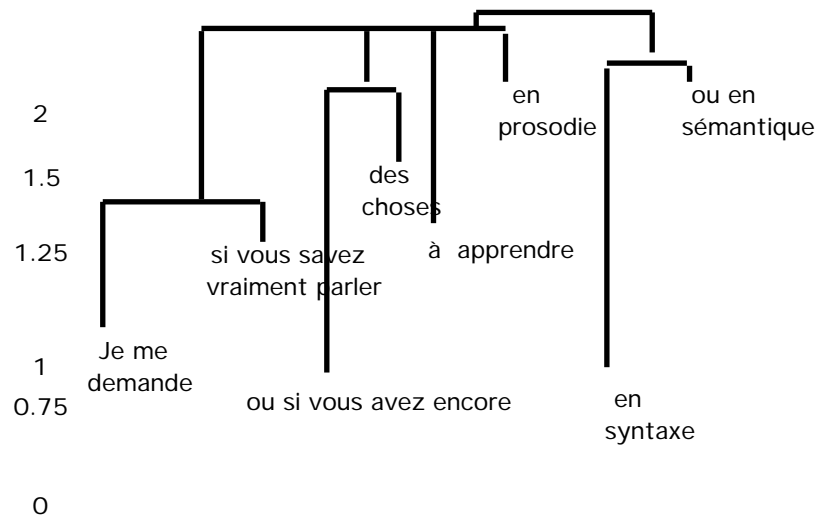 en
prosodie
ou en
sémantique
2
1.5
des
choses
1.25
si vous savez
vraiment parler
à apprendre
Je me
demande
1
0.75
ou si vous avez encore
en
syntaxe
0